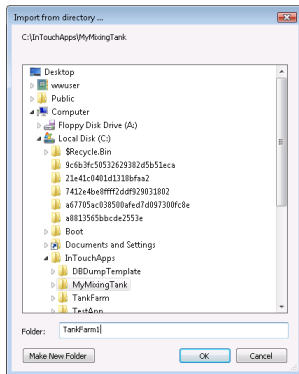 Import from directory ...
C:\InTouchApps\MyMixingTank
Desktop
wwuser
Public
Computer
Floppy Disk Drive (A:)
Local Disk (C:)
$Recycle.Bin
9c6b3fc50532629382d5b51eca
21e41c0401d1318bfaa2
7412e4be8ffff2ddf929031802
a67705ac038500afed7d097300fc8e
a8813565bbcde2553e
Boot
Documents and Settings
InTouchApps
DBDumpTemplate
MyMixingTank
TankFarm
TestApp
Folder: TankFarm1
Make New Folder OK Cancel